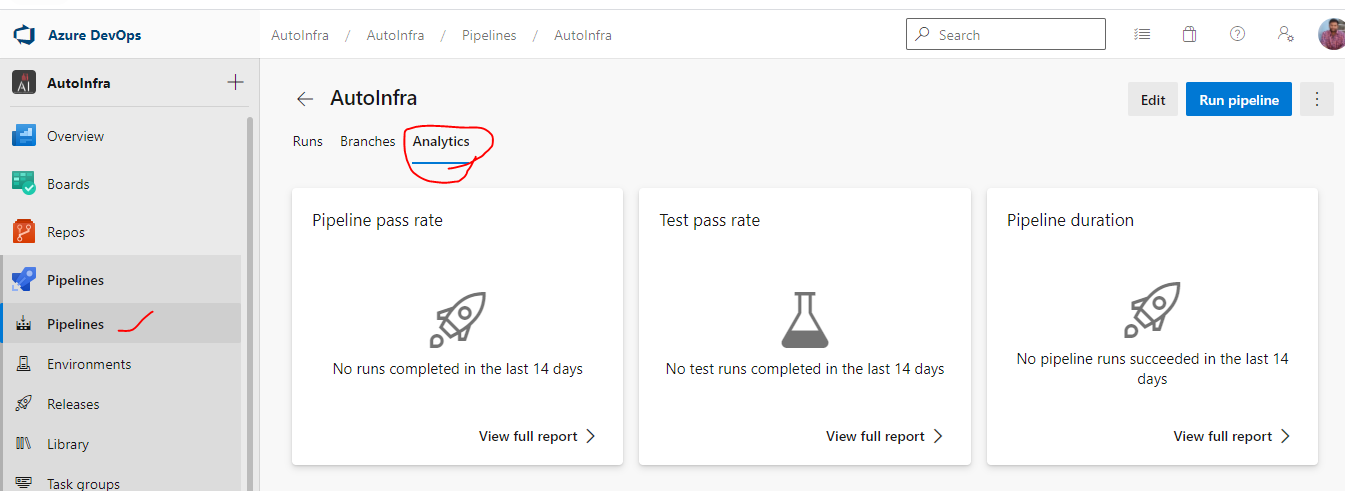 Azure DevOps
AutoInfra / AutoInfra / Pipelines / AutoInfra
Search
AI
AutoInfra
Overview
Boards
Repos
Pipelines
Pipelines
Environments
Releases
Library
Task groups
AutoInfra
Edit
Run pipeline
Runs Branches Analytics
Pipeline pass rate
No runs completed in the last 14 days
View full report
Test pass rate
No test runs completed in the last 14 days
View full report
Pipeline duration
No pipeline runs succeeded in the last 14
days
View full report